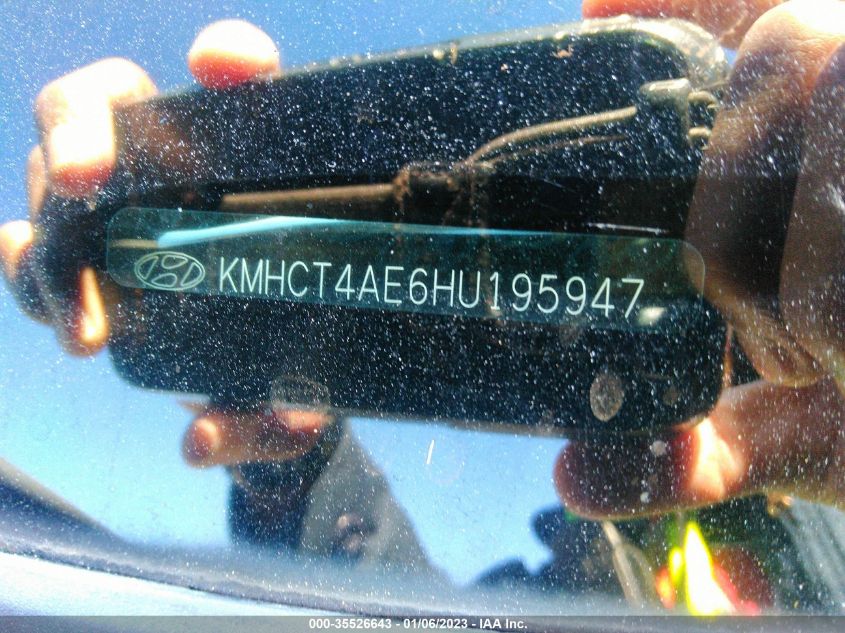 KMHCT4AE6HU195947
000-35526643 - 01/06/2023 - IAA Inc.